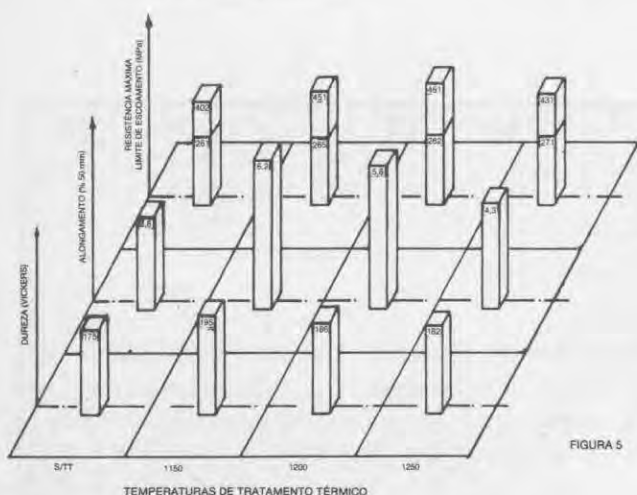 RESISTÊNCIA MÁXIMA
LIMITE DE ESCOAMENTO (MPa)
ALONGAMENTO (% 50 mm)
DUREZA (VICKERS)
402
451
461
431
261
265
262
271
6,2
5,8
4,3
175
195
186
182
S/TT
1150
1200
1250
FIGURA 5
TEMPERATURAS DE TRATAMENTO TÉRMICO